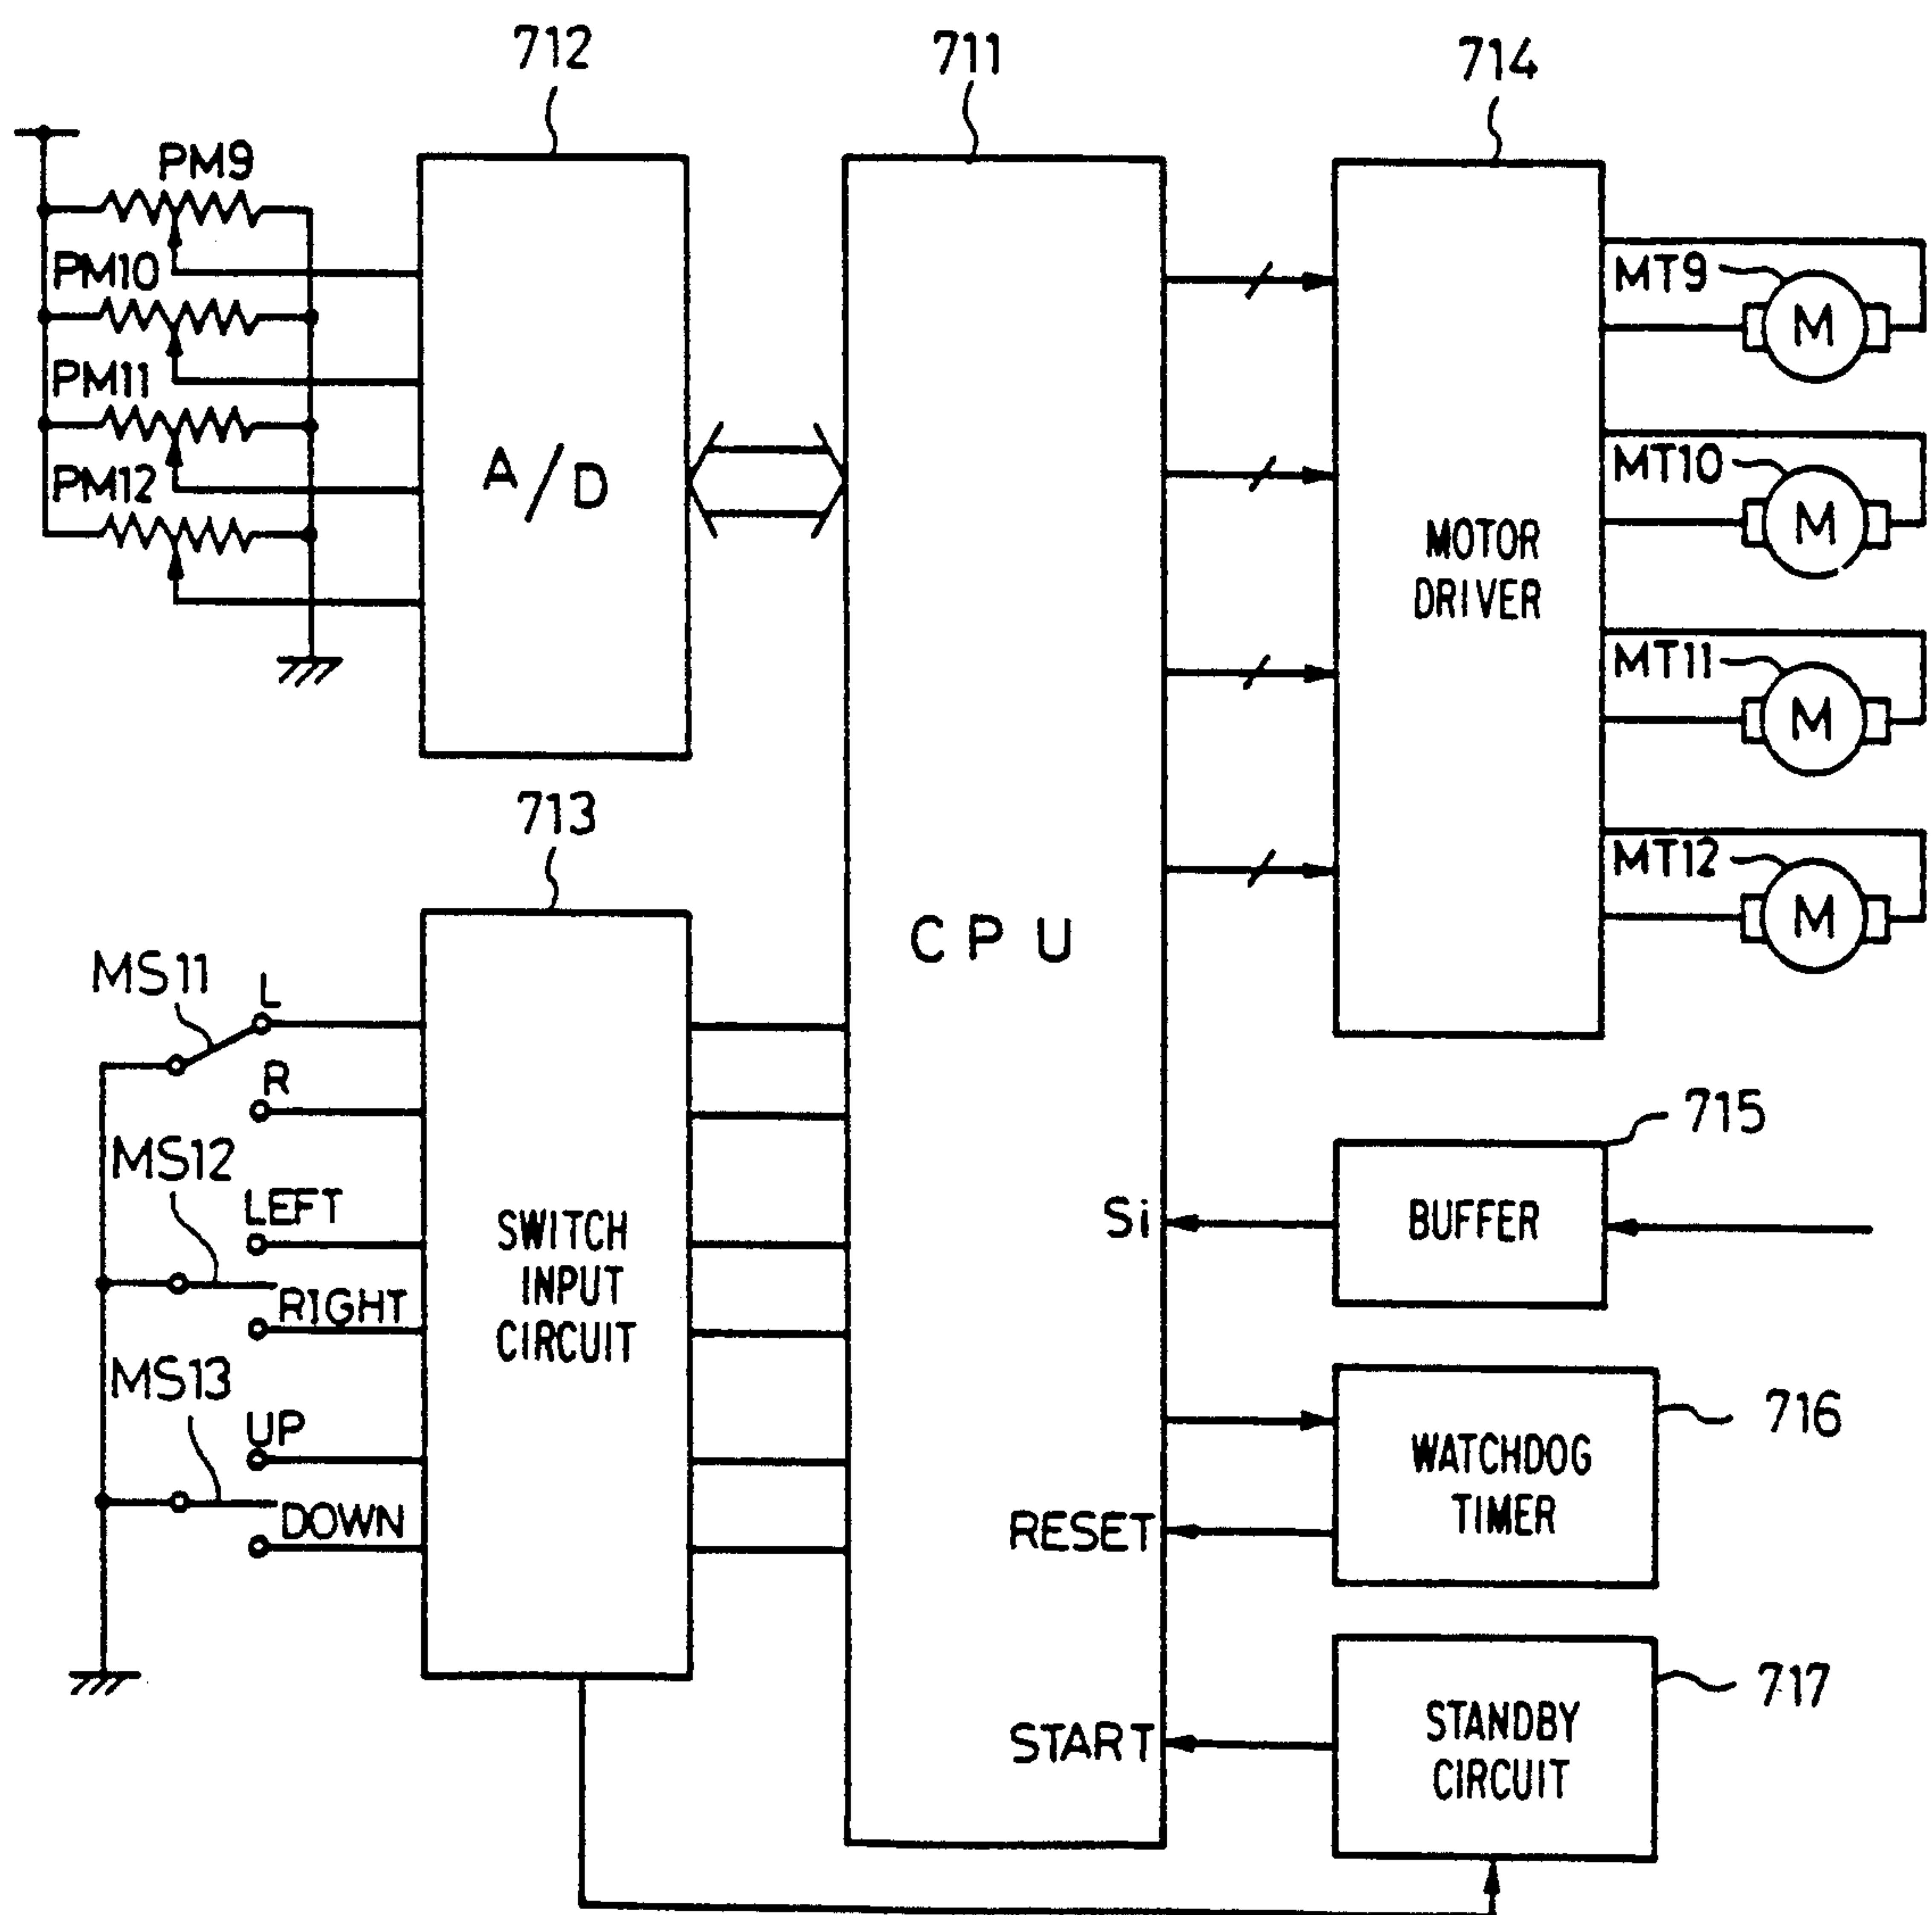 712
711
714
PM9
PM10
PM11
PM12
A/D
CPU
MOTOR
DRIVER
MT9
M
MT10
M
MT11
M
MT12
M
713
MS11
L
R
MS12
LEFT
RIGHT
MS13
UP
DOWN
SWITCH
INPUT
CIRCUIT
Si
BUFFER
715
RESET
WATCHDOG
TIMER
716
START
STANDBY
CIRCUIT
717